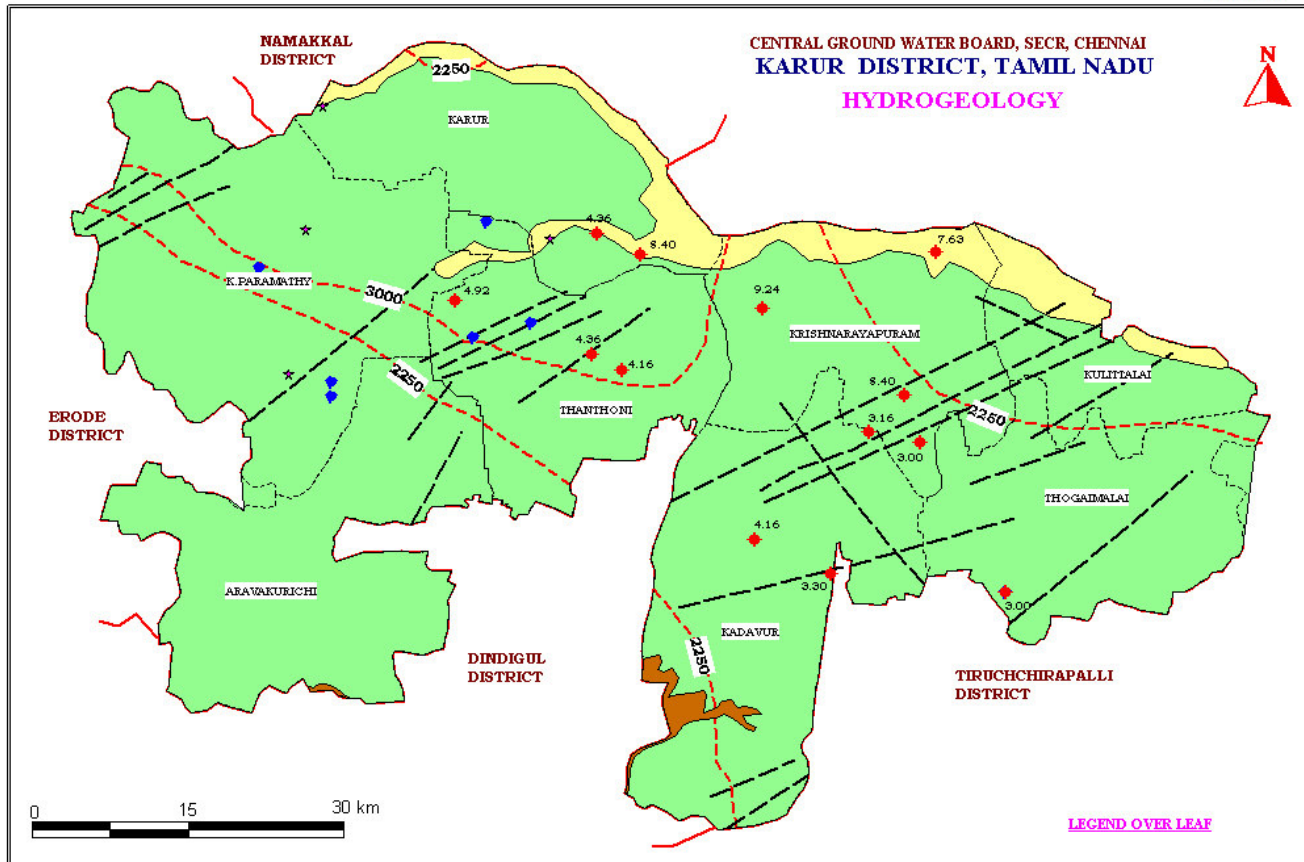 CENTRAL GROUND WATER BOARD, SECR, CHENNAI
KARUR DISTRICT, TAMIL NADU
HYDROGEOLOGY
N
NAMAKKAL
DISTRICT
2250
KARUR
4.36
8.40
7.63
K.PARAMATHY
3000
4.92
9.24
KRISHNARAYAPURAM
4.36
4.16
2250
THANTHONI
KULITTALAI
8.40
2250
3.16
3.00
ERODE
DISTRICT
THOGAIMALAI
4.16
3.30
3.00
ARAVAKURICHI
KADAVUR
2250
DINDIGUL
DISTRICT
TIRUCHCHIRAPALLI
DISTRICT
0 15 30 km
LEGEND OVER LEAF